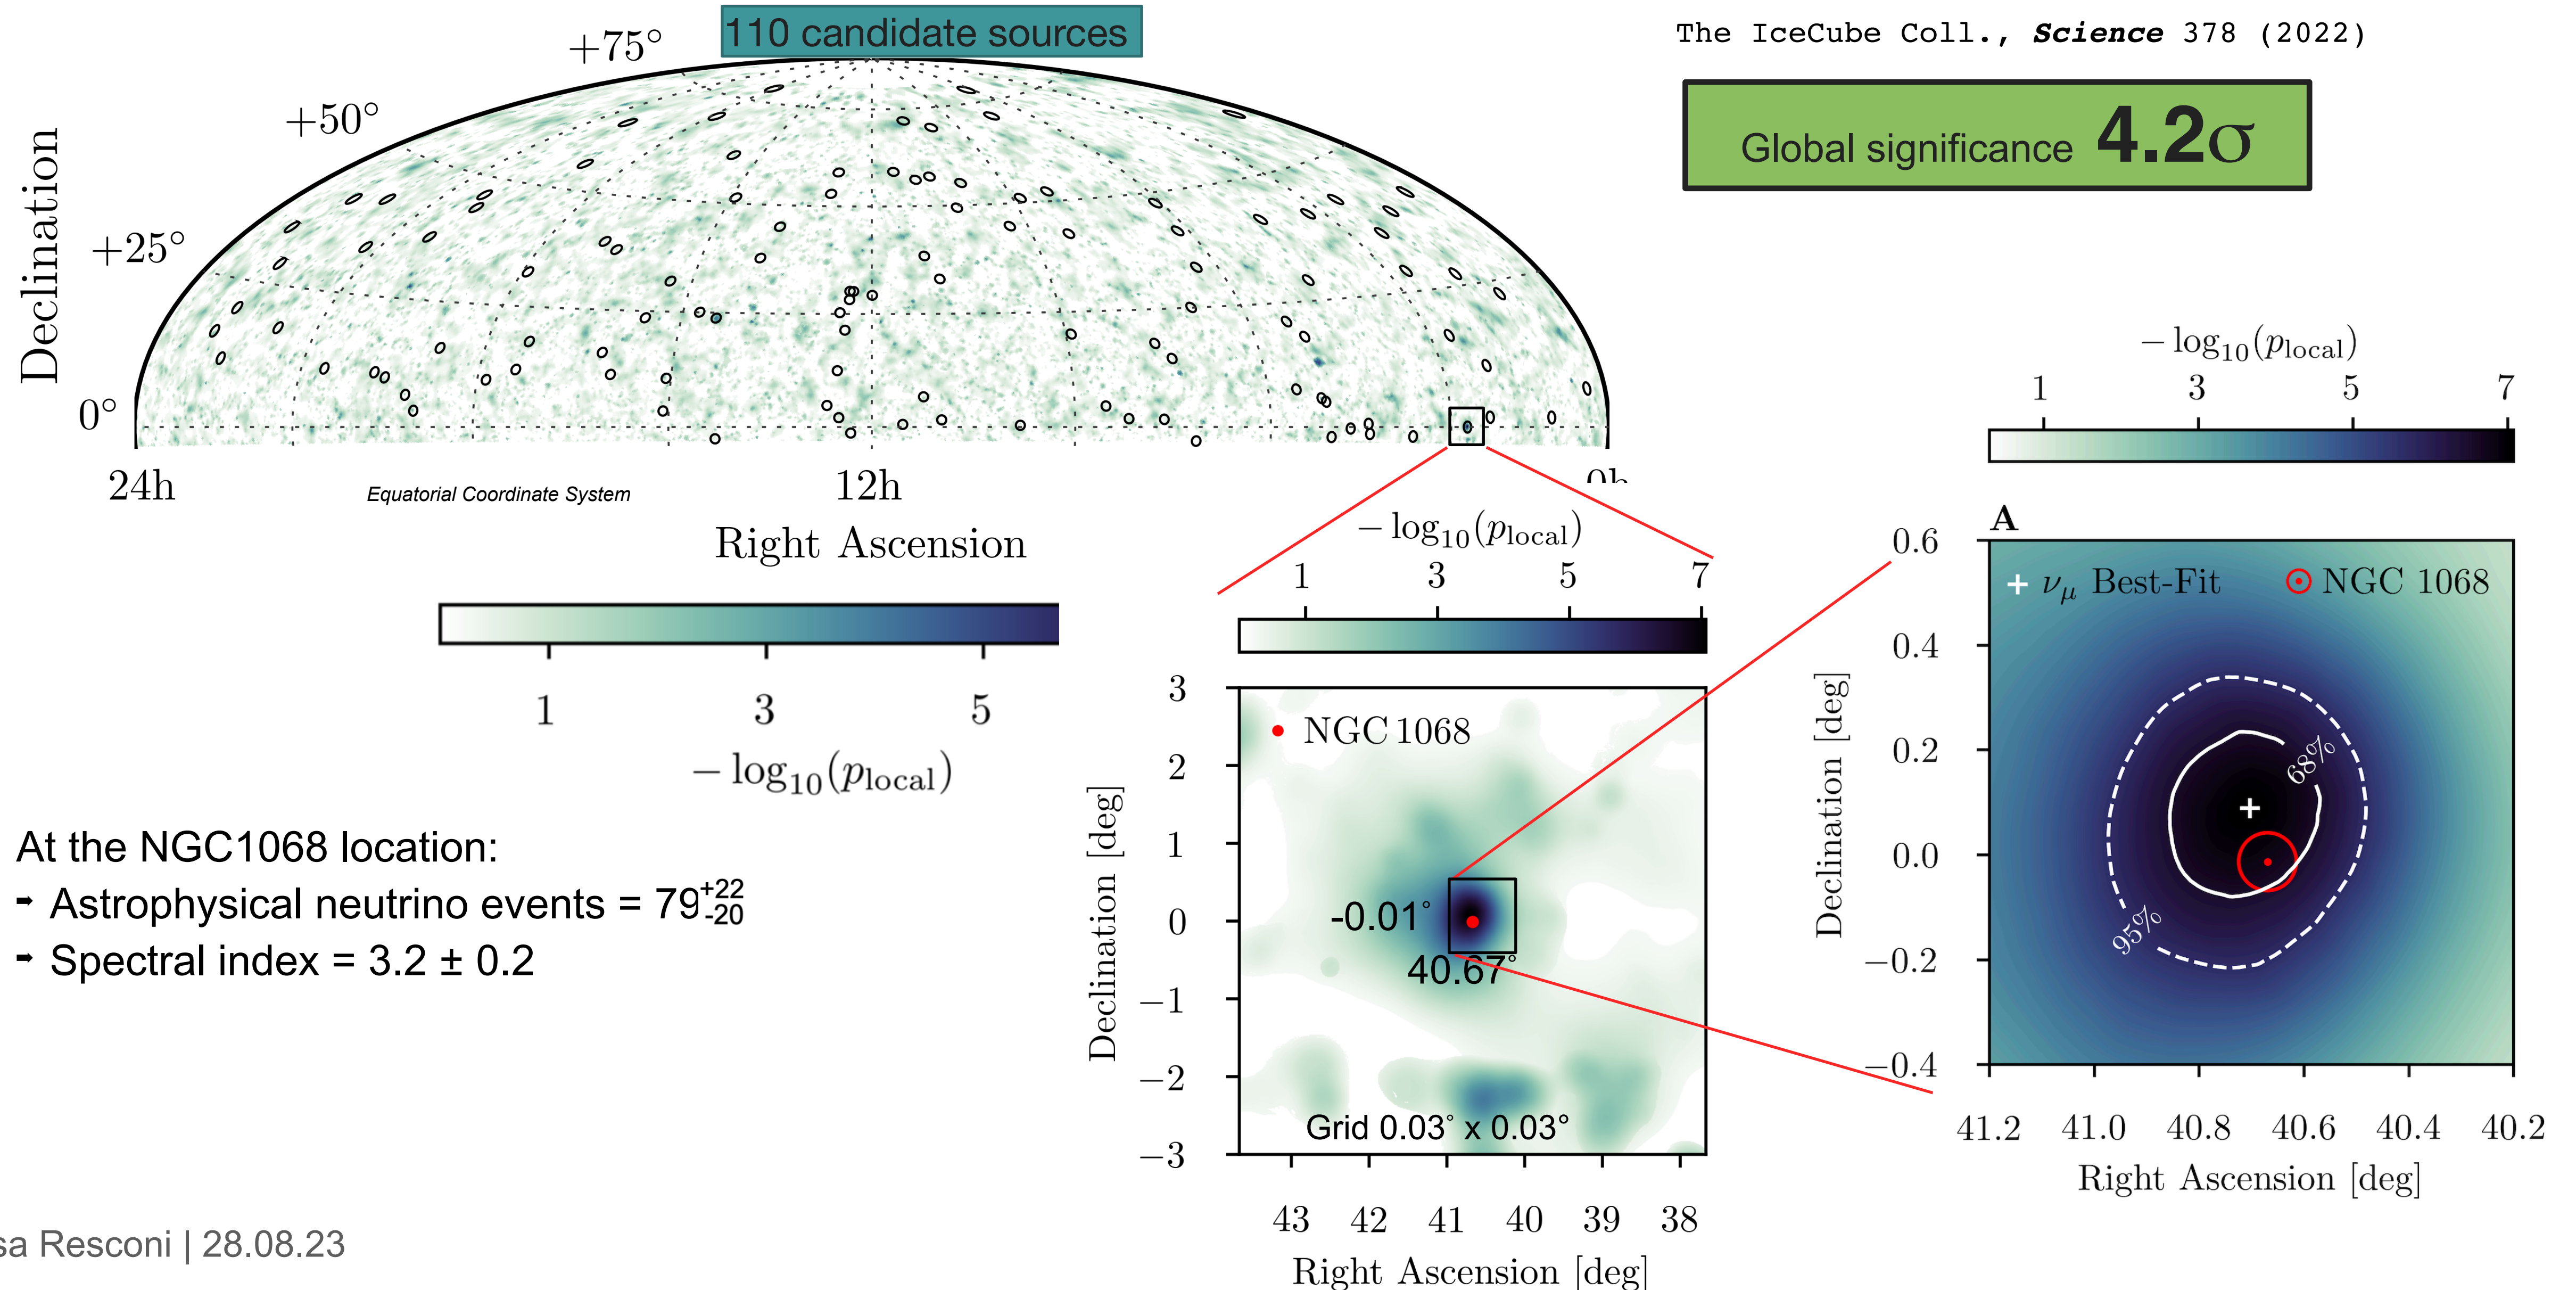 110 candidate sources
The IceCube Coll., Science 378 (2022)
Global significance 4.2σ
+75°
+50°
+25°
0°
Declination
24h
12h
0h
Equatorial Coordinate System
Right Ascension
1 3 5
− log10(plocal)
At the NGC1068 location:
➡ Astrophysical neutrino events = 79+22-20
➡ Spectral index = 3.2 ± 0.2
− log10(plocal)
1 3 5 7
NGC 1068
3
2
1
0
−1
−2
−3
Declination [deg]
-0.01°
40.67°
Grid 0.03° x 0.03°
43 42 41 40 39 38
Right Ascension [deg]
− log10(plocal)
1 3 5 7
A
νμ Best-Fit
NGC 1068
68%
95%
0.6
0.4
0.2
0.0
−0.2
−0.4
Declination [deg]
41.2 41.0 40.8 40.6 40.4 40.2
Right Ascension [deg]
sa Resconi | 28.08.23